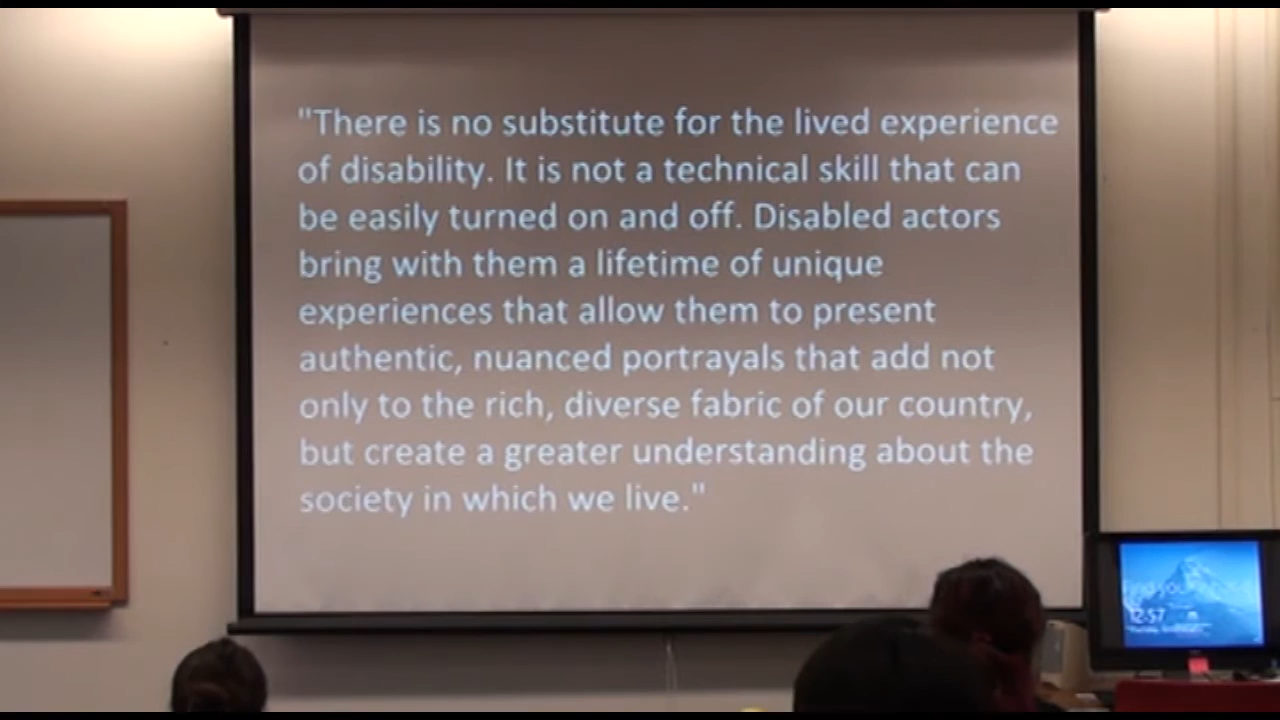 "There is no substitute for the lived experience
of disability. It is not a technical skill that can
be easily turned on and off. Disabled actors
bring with them a lifetime of unique
experiences that allow them to present
authentic, nuanced portrayals that add not
only to the rich, diverse fabric of our country,
but create a greater understanding about the
society in which we live."
12:57